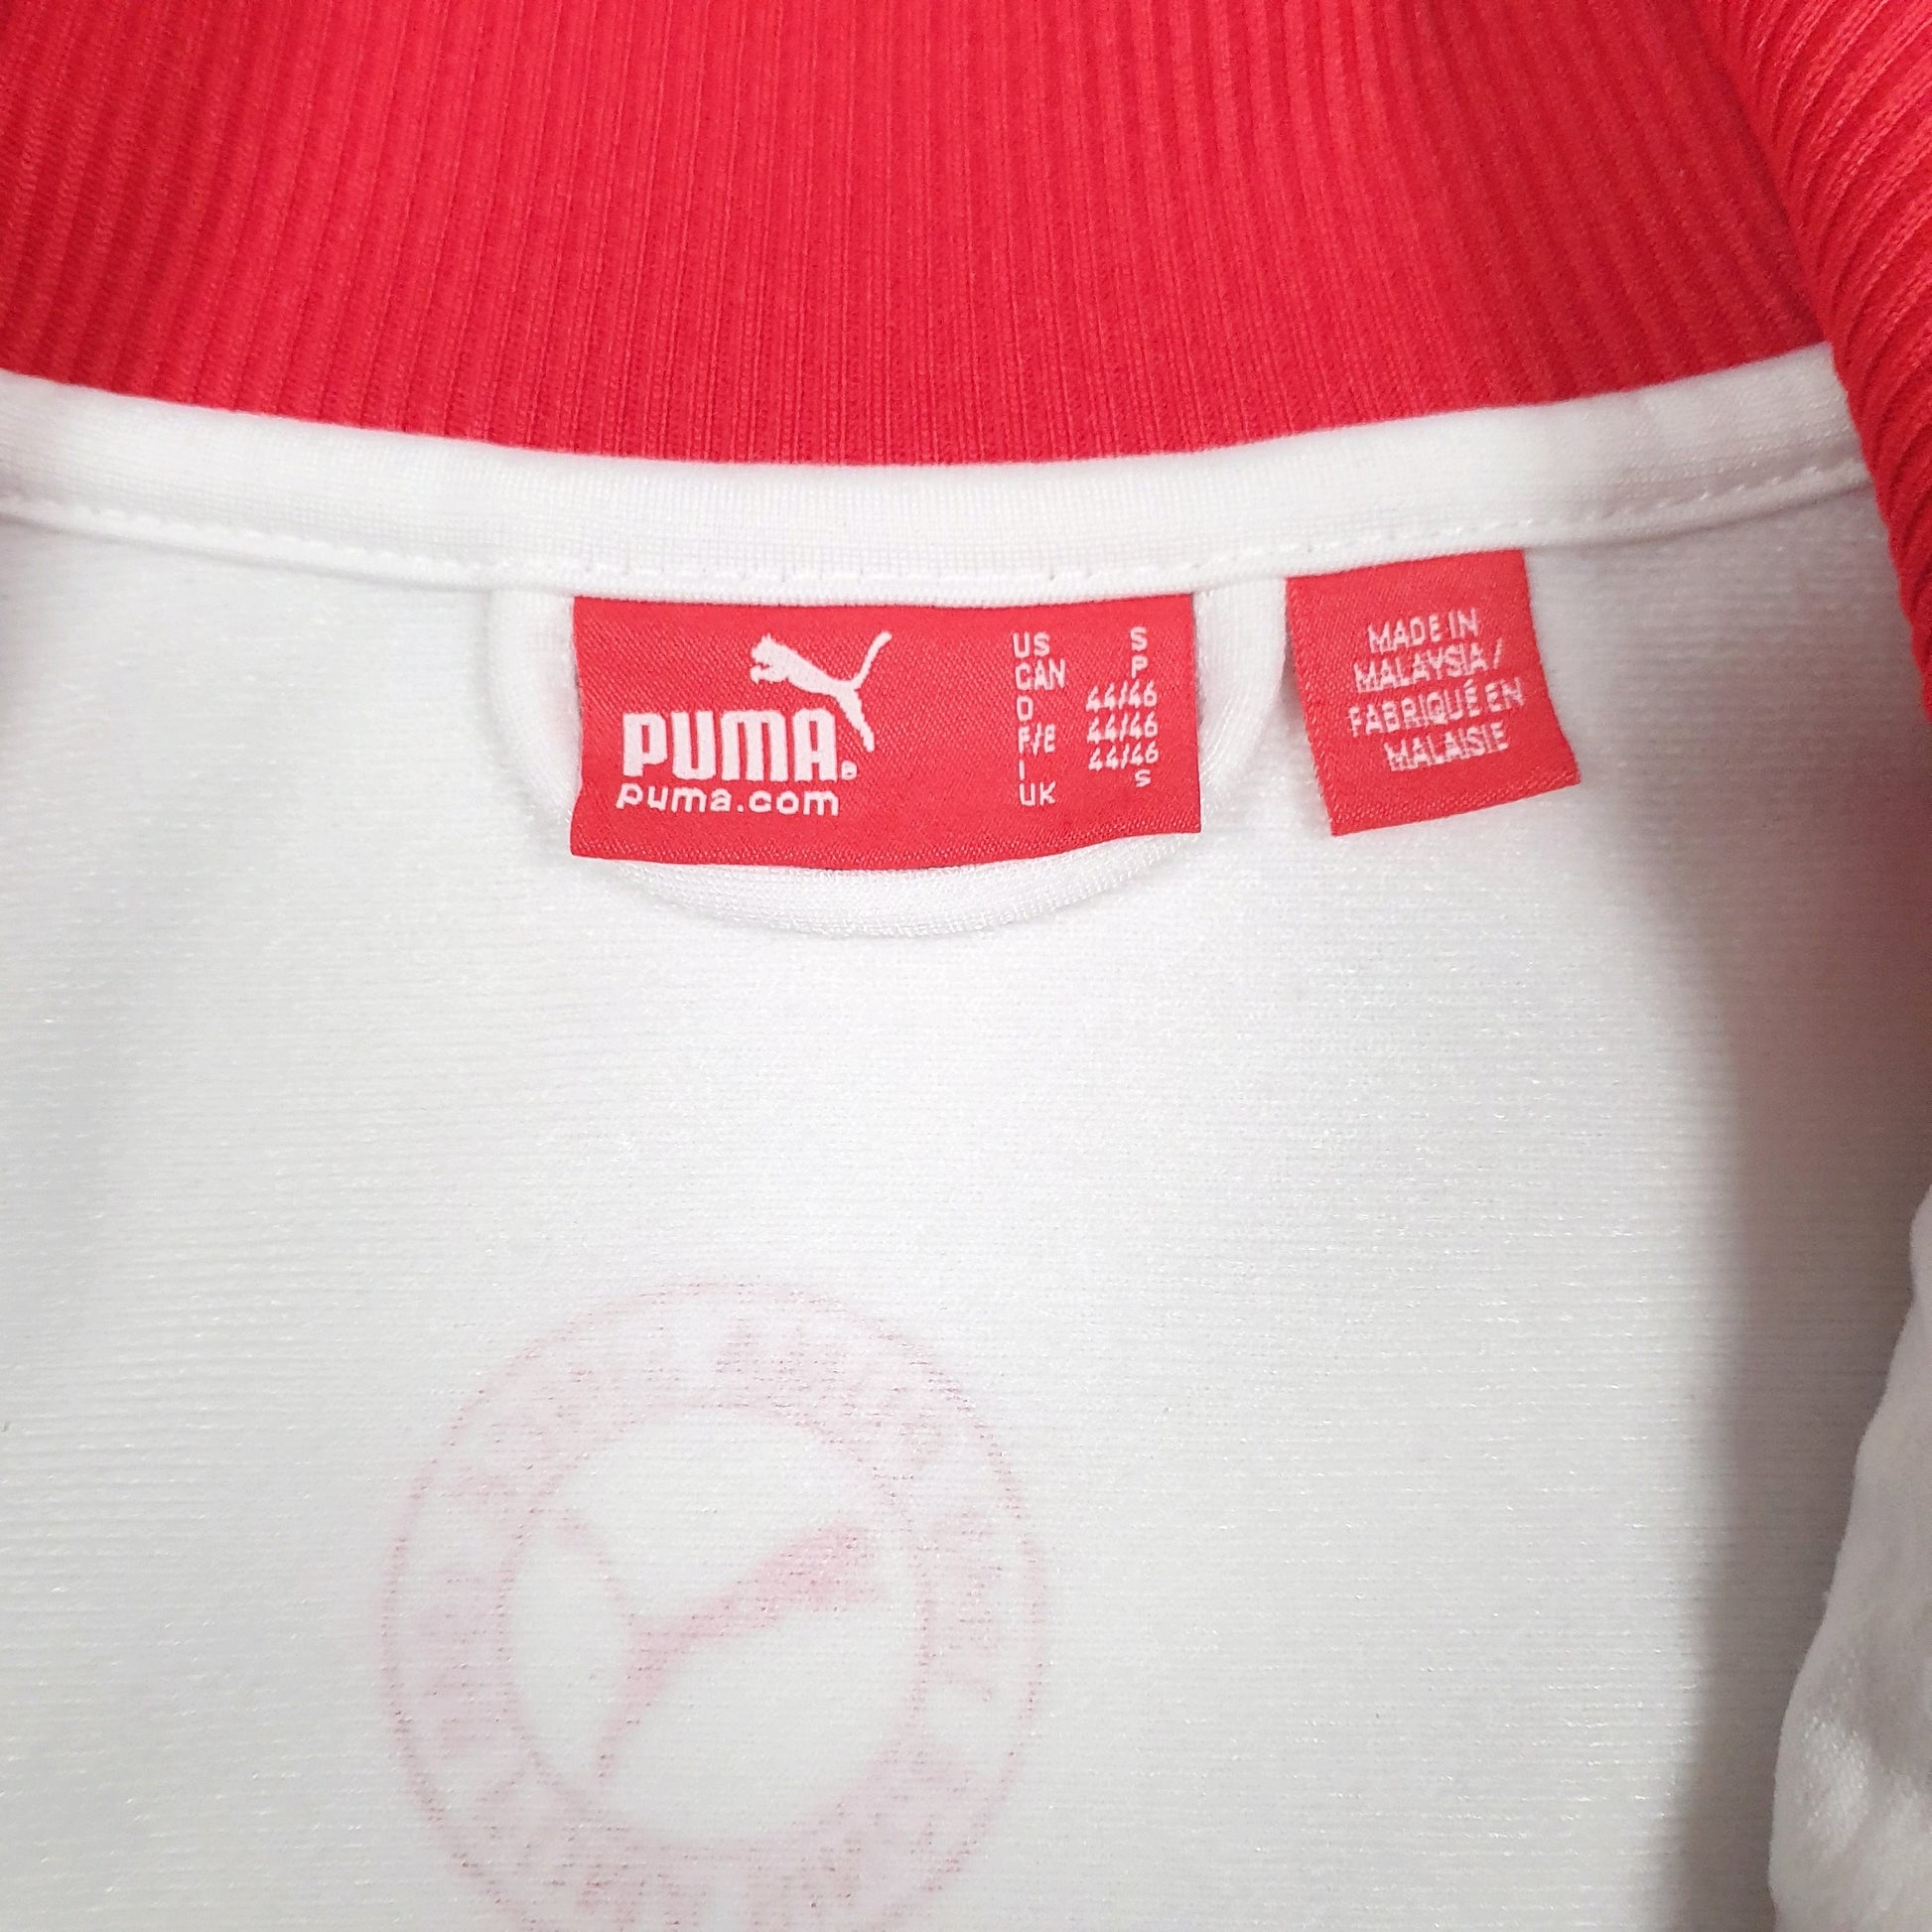 PUMA®
puma.com
US S
CAN P
D 44/46
F/E 44/46
I 44/46
UK S
MADE IN
MALAYSIA /
FABRIQUÉ EN
MALAISIE